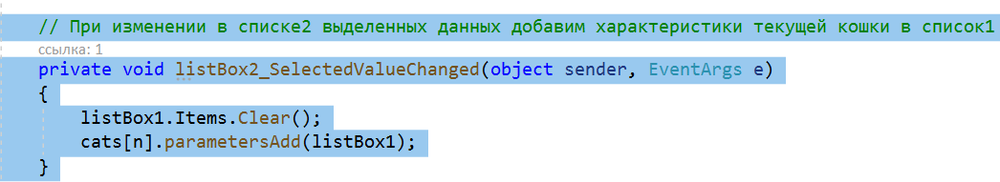 // При изменении в списке2 выделенных данных добавим характеристики текущей кошки в список1
ссылка: 1
private void listBox2_SelectedValueChanged(object sender, EventArgs e)
{
listBox1.Items.Clear();
cats[n].parametersAdd(listBox1);
}